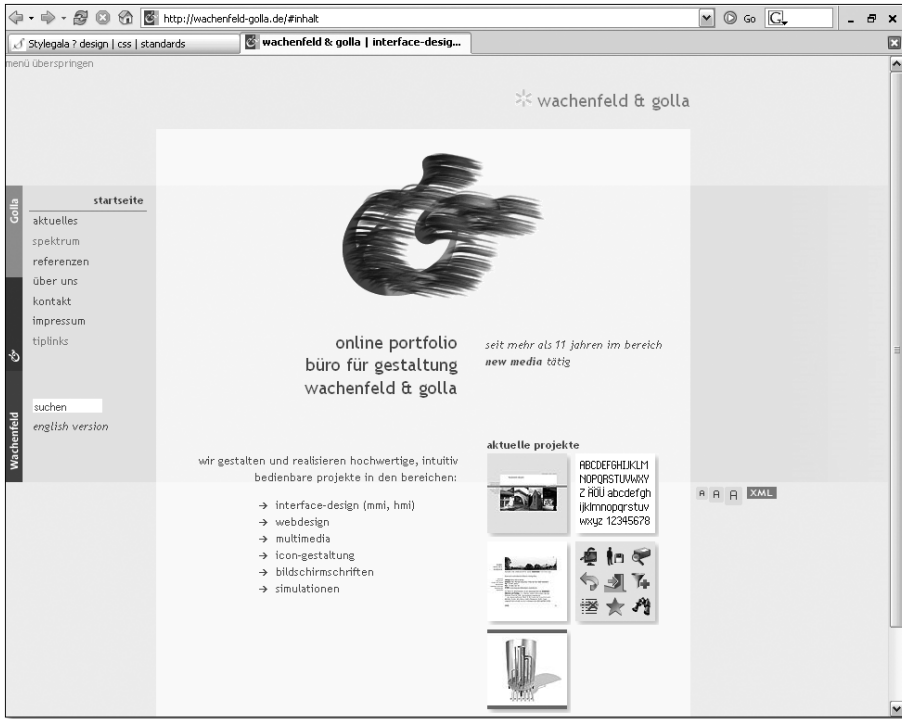 http://wachenfeld-golla.de/#inhalt
Go
G
Stylegala ? design | css | standards
wachenfeld & golla | interface-desig...
menü überspringen
wachenfeld & golla
Golla
Wachenfeld
startseite
aktuelles
spektrum
referenzen
über uns
kontakt
impressum
tiplinks
suchen
english version
online portfolio
büro für gestaltung
wachenfeld & golla
seit mehr als 11 jahren im bereich
new media tätig
wir gestalten und realisieren hochwertige, intuitiv
bedienbare projekte in den bereichen:
→ interface-design (mmi, hmi)
→ webdesign
→ multimedia
→ icon-gestaltung
→ bildschirmschriften
→ simulationen
aktuelle projekte
ABCDEFGHIJKLM
NOPQRSTUVWXY
Z ÄÖÜ abcdefgh
ijklmnopqrstuv
wxyz 12345678
A A A XML